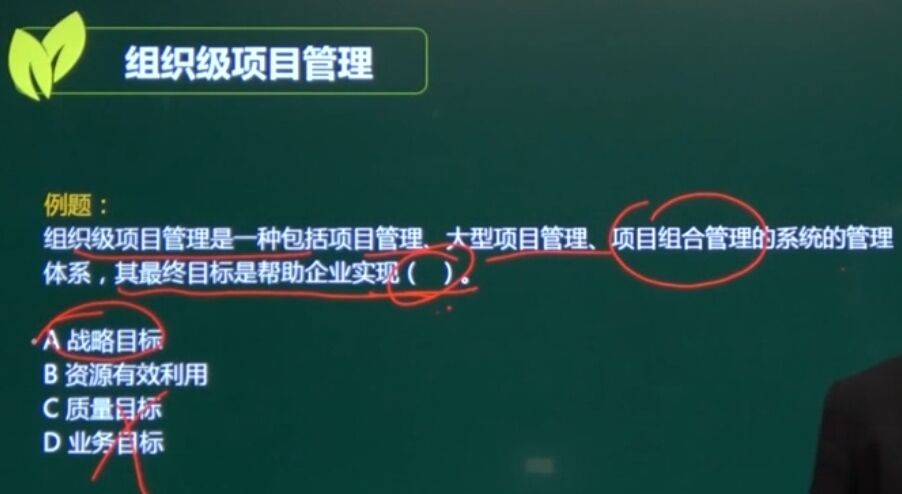 组织级项目管理
例题：
组织级项目管理是一种包括项目管理、大型项目管理、项目组合管理的系统的管理
体系，其最终目标是帮助企业实现（ ）。
A 战略目标
B 资源有效利用
C 质量目标
D 业务目标